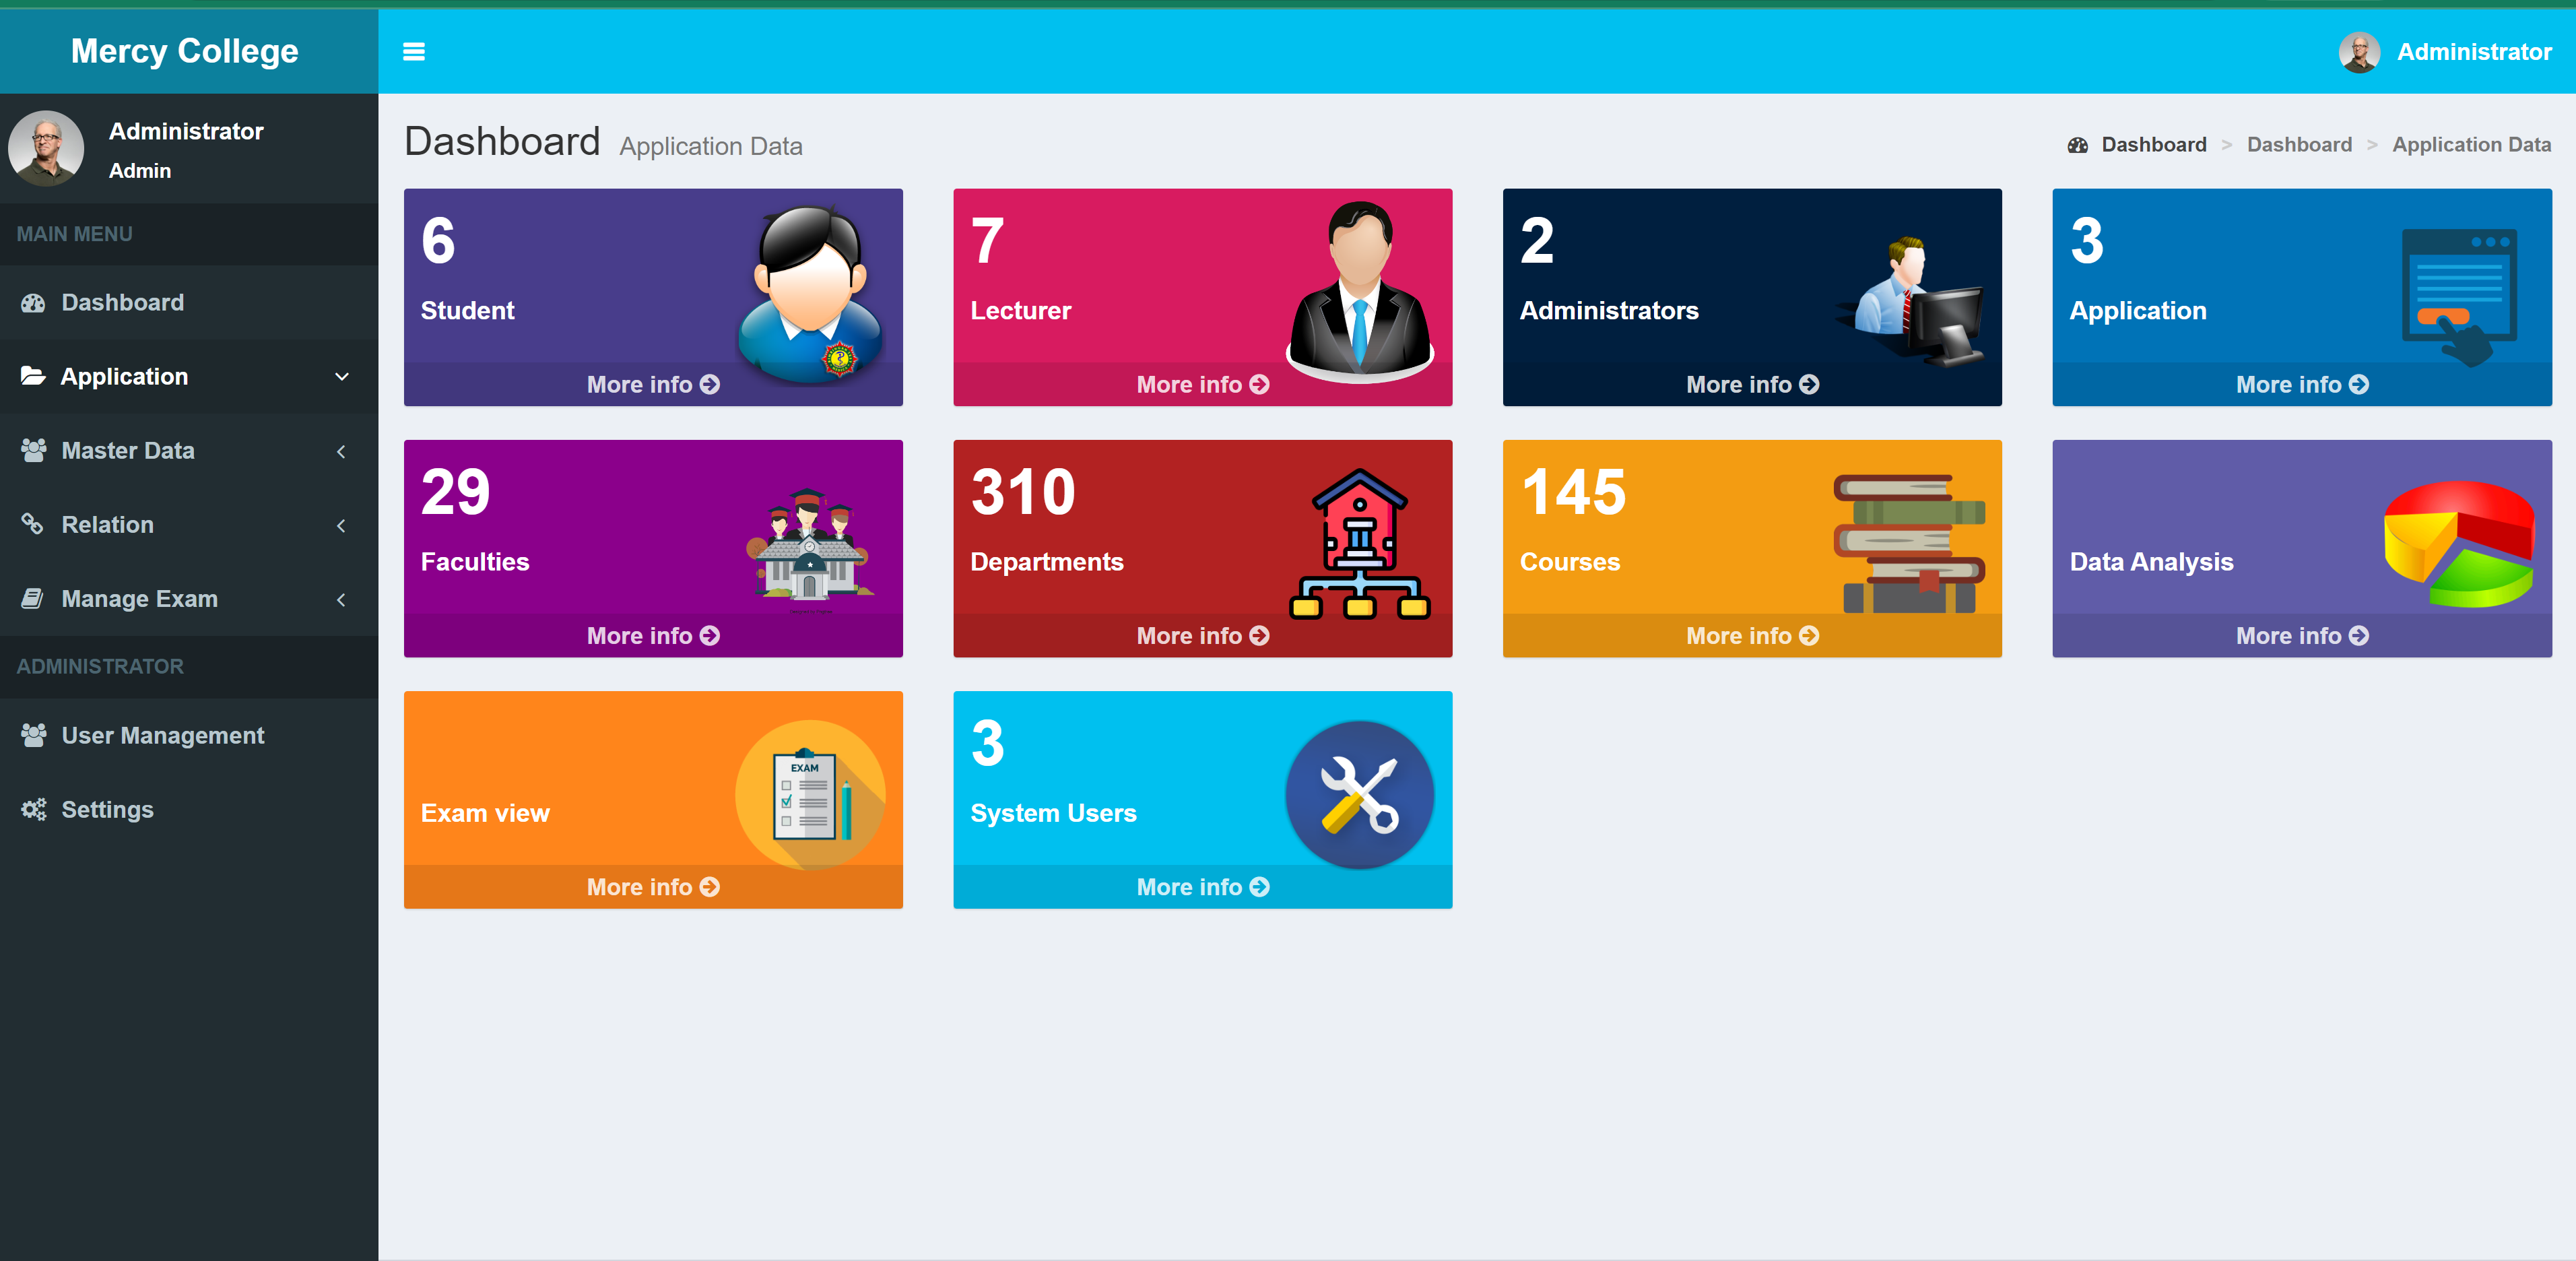 Mercy College
Administrator
Administrator
Admin
MAIN MENU
Dashboard
Application
Master Data
Relation
Manage Exam
ADMINISTRATOR
User Management
Settings
Dashboard Application Data
Dashboard > Dashboard > Application Data
6
Student
More info
7
Lecturer
More info
2
Administrators
More info
3
Application
More info
29
Faculties
More info
310
Departments
More info
145
Courses
More info
Data Analysis
More info
EXAM
Exam view
More info
3
System Users
More info